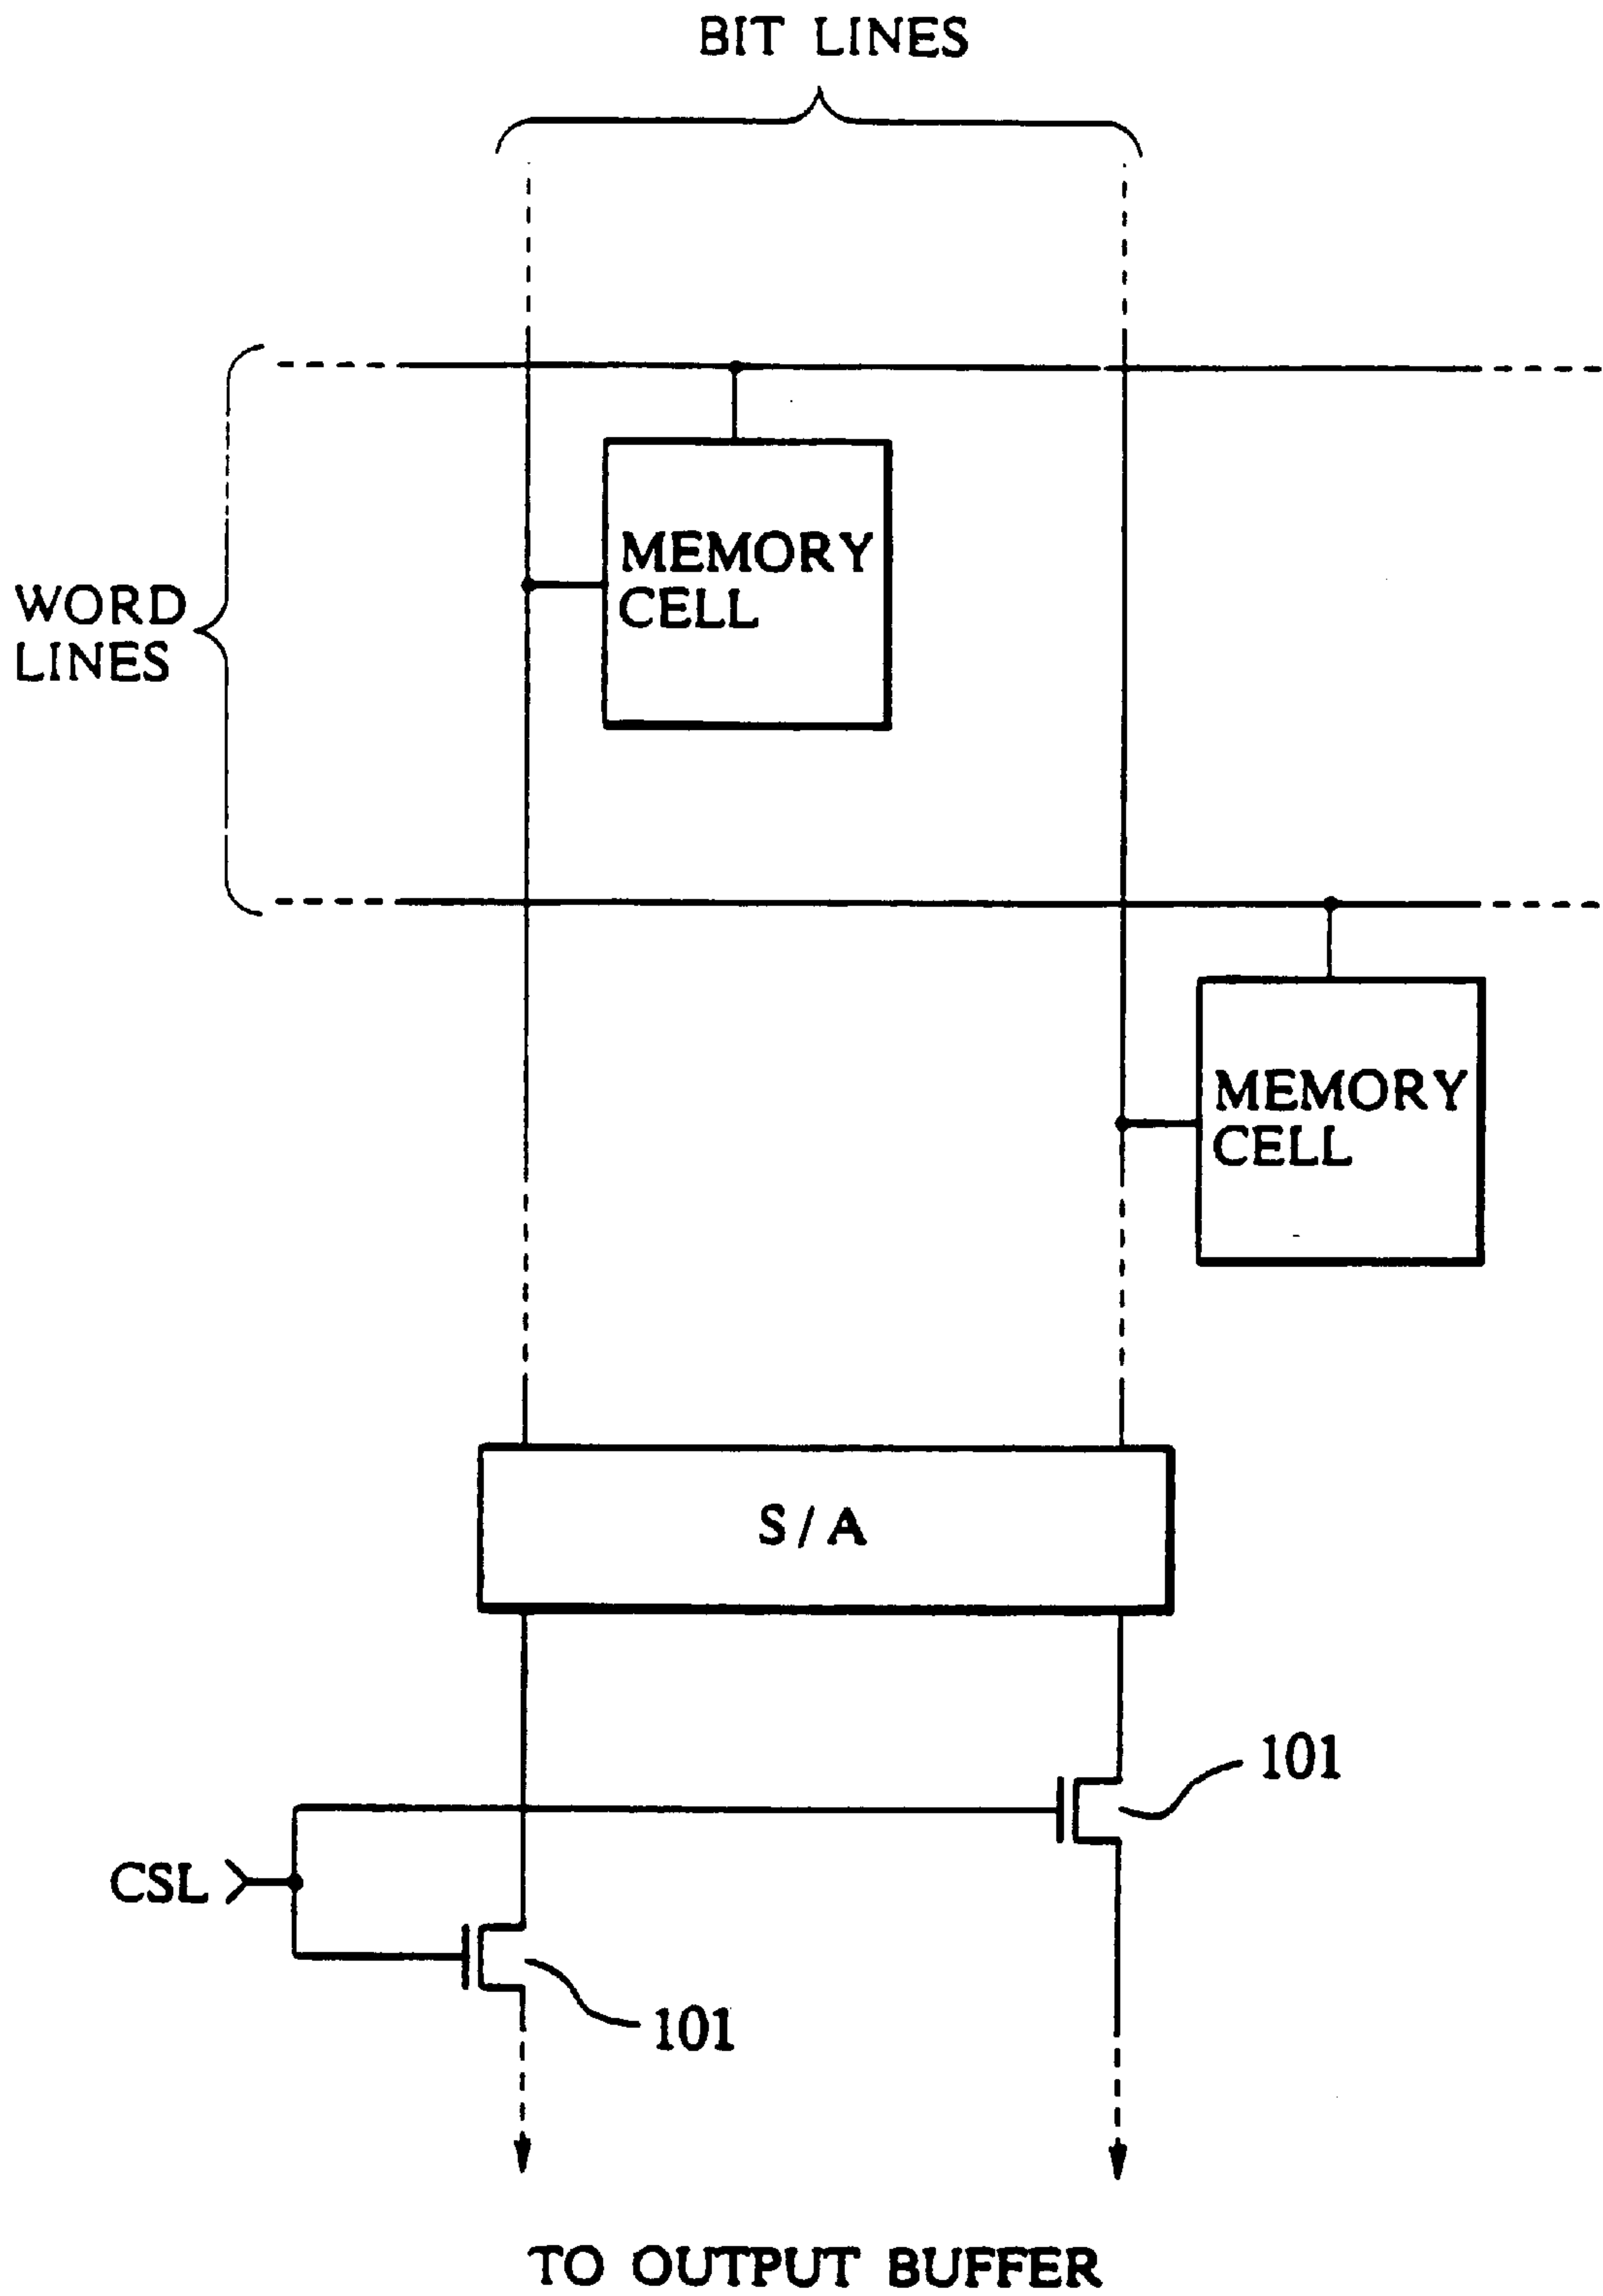 BIT LINES
WORD
LINES
MEMORY
CELL
MEMORY
CELL
S/A
101
CSL
101
TO OUTPUT BUFFER